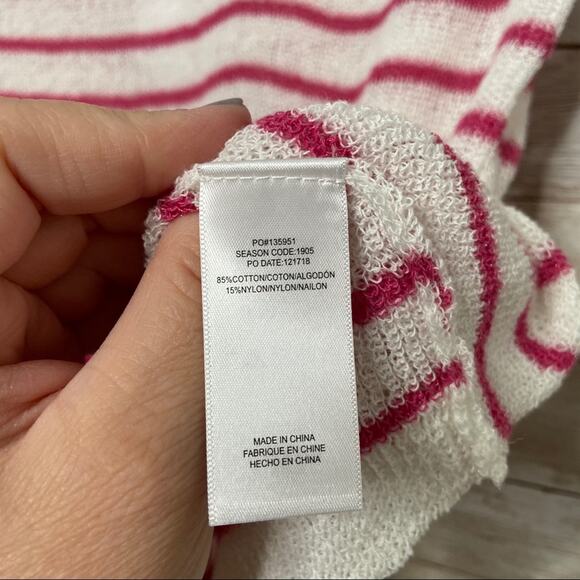 PO#135951
SEASON CODE:1905
PO DATE:121718
85%COTTON/COTON/ALGODÓN
15%NYLON/NYLON/NAILON
MADE IN CHINA
FABRIQUE EN CHINE
HECHO EN CHINA